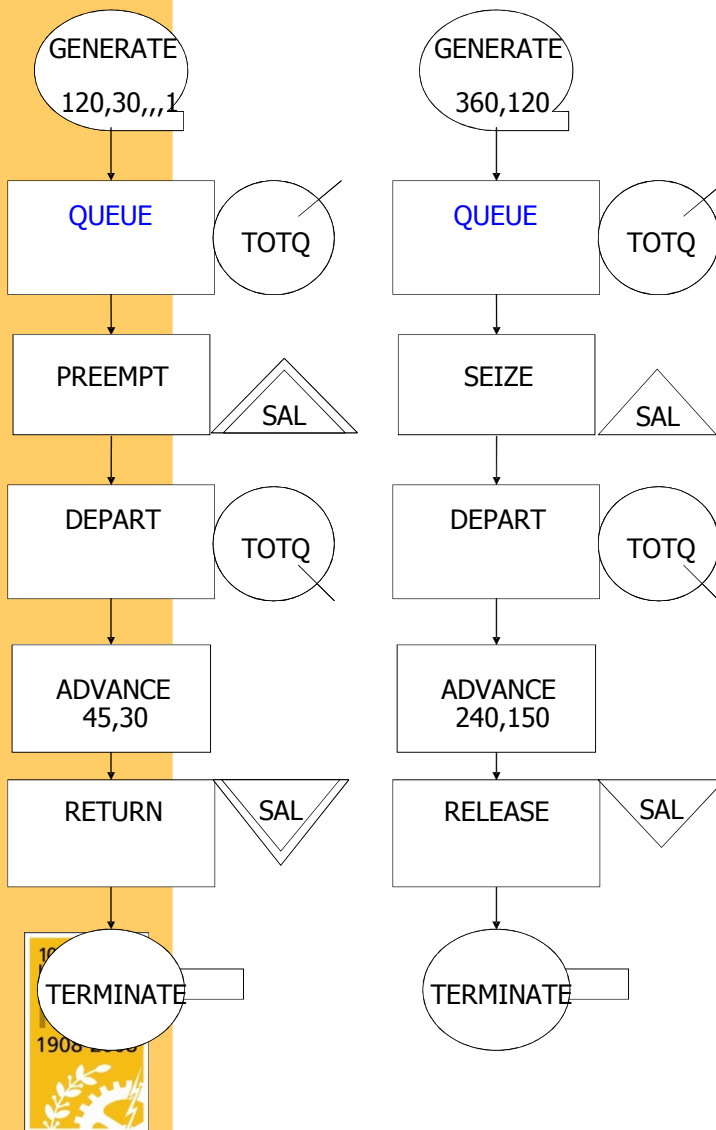 GENERATE
120,30,,,1
QUEUE
TOTQ
PREEMPT
SAL
DEPART
TOTQ
ADVANCE
45,30
RETURN
SAL
TERMINATE
1908
GENERATE
360,120
QUEUE
TOTQ
SEIZE
SAL
DEPART
TOTQ
ADVANCE
240,150
RELEASE
SAL
TERMINATE